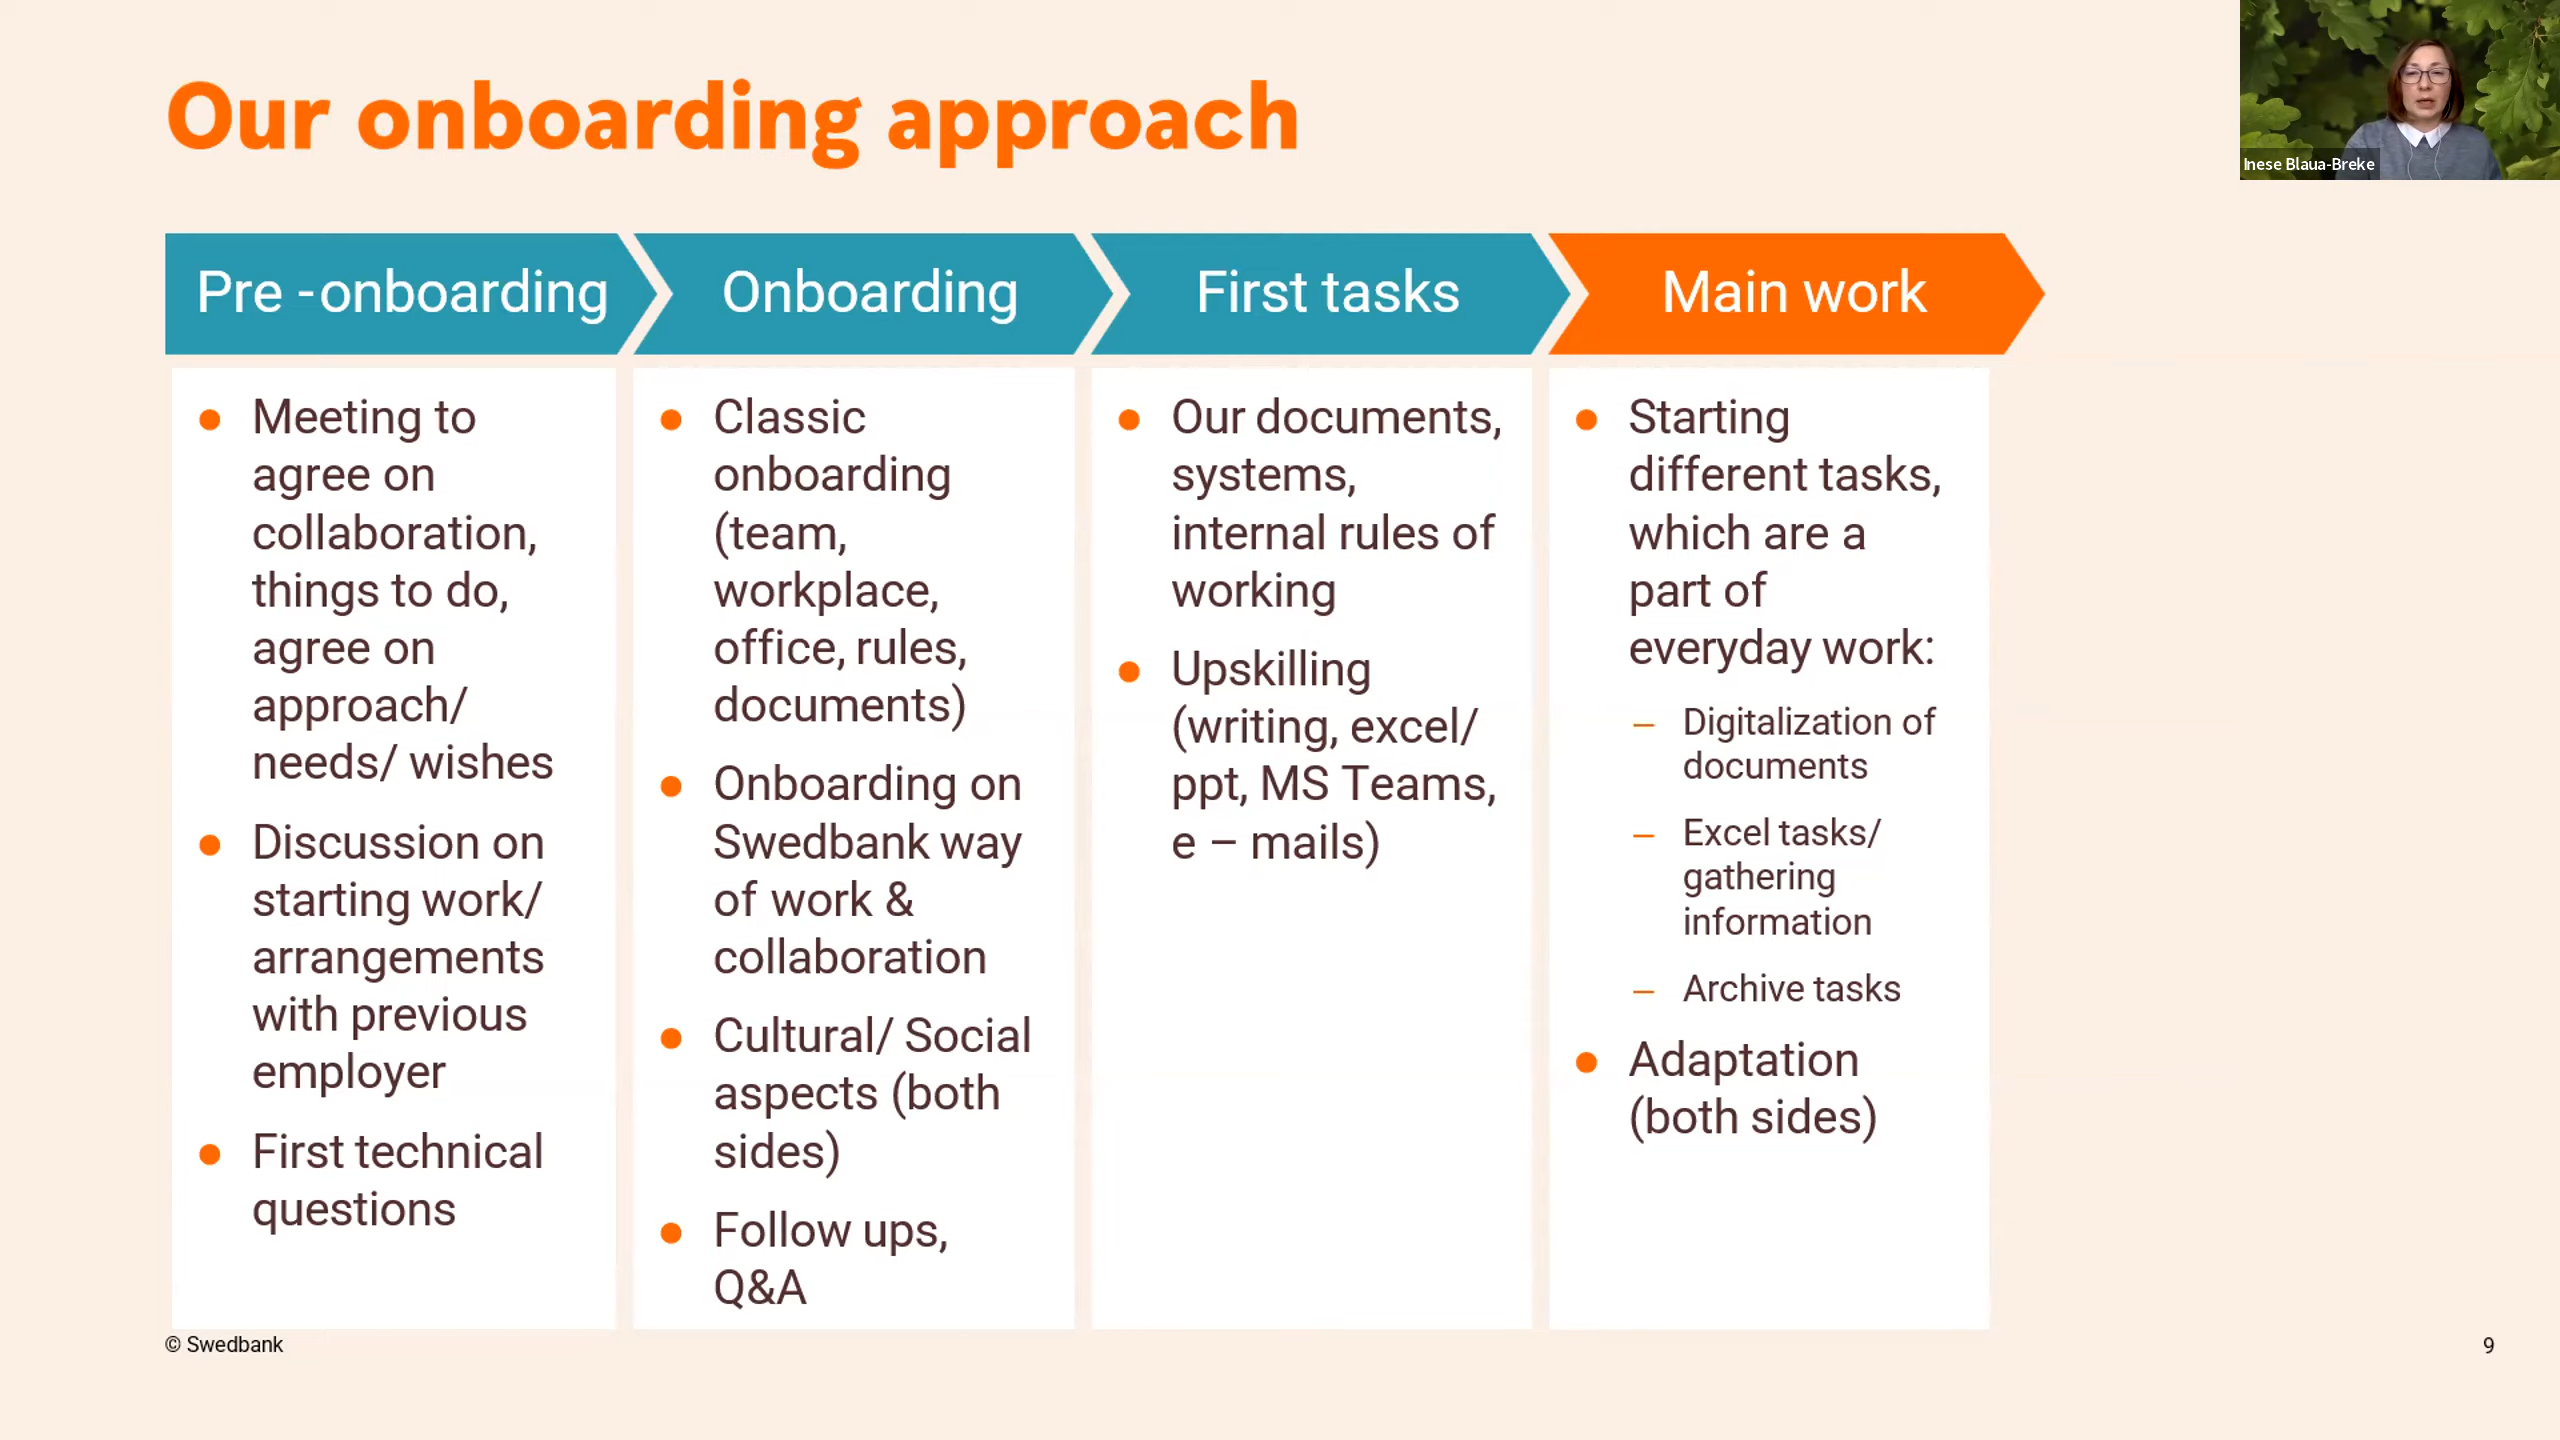 Our onboarding approach
Inese Blaua-Breke
Pre -onboarding
Onboarding
First tasks
Main work
Meeting to
agree on
collaboration,
things to do,
agree on
approach/
needs/ wishes
Discussion on
starting work/
arrangements
with previous
employer
First technical
questions
Classic
onboarding
(team,
workplace,
office, rules,
documents)
Onboarding on
Swedbank way
of work &
collaboration
Cultural/ Social
aspects (both
sides)
Follow ups,
Q&A
Our documents,
systems,
internal rules of
working
Upskilling
(writing, excel/
ppt, MS Teams,
e – mails)
Starting
different tasks,
which are a
part of
everyday work:
– Digitalization of
documents
– Excel tasks/
gathering
information
– Archive tasks
Adaptation
(both sides)
© Swedbank
9